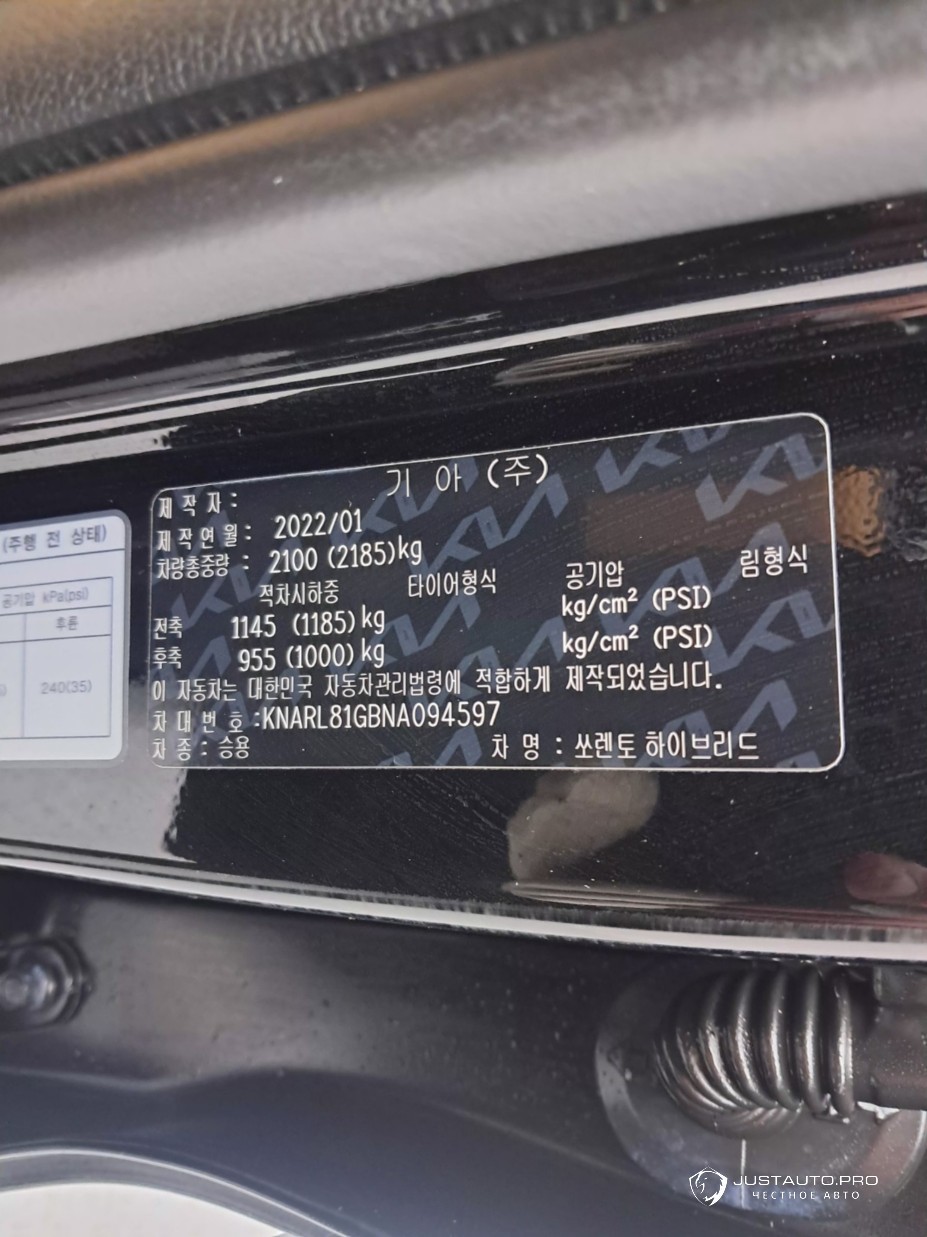 (주행 전 상태)
공기압 kPa(psi)
후륜
240(35)
제작자 : 기 아 (주)
제작연월 : 2022/01
차량총중량 : 2100 (2185)kg
적차시하중 타이어형식 공기압 림형식
전축 1145 (1185) kg kg/cm² (PSI)
후축 955 (1000) kg kg/cm² (PSI)
이 자동차는 대한민국 자동차관리법령에 적합하게 제작되었습니다.
차대번호 :KNARL81GBNA094597
차종 : 승용 차명 : 쏘렌토 하이브리드
KIA
JUSTAUTO.PRO
ЧЕСТНОЕ АВТО